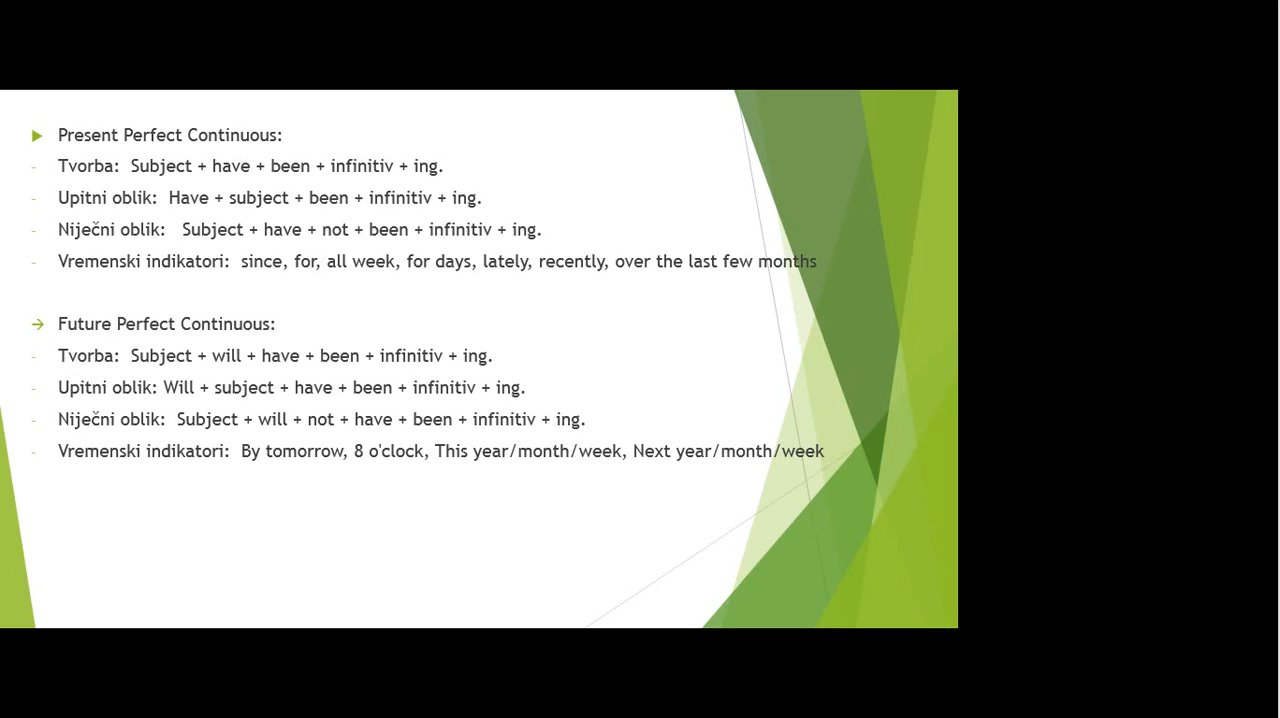 Present Perfect Continuous:
- Tvorba: Subject + have + been + infinitiv + ing.
- Upitni oblik: Have + subject + been + infinitiv + ing.
- Niječni oblik: Subject + have + not + been + infinitiv + ing.
- Vremenski indikatori: since, for, all week, for days, lately, recently, over the last few months
→ Future Perfect Continuous:
- Tvorba: Subject + will + have + been + infinitiv + ing.
- Upitni oblik: Will + subject + have + been + infinitiv + ing.
- Niječni oblik: Subject + will + not + have + been + infinitiv + ing.
- Vremenski indikatori: By tomorrow, 8 o'clock, This year/month/week, Next year/month/week